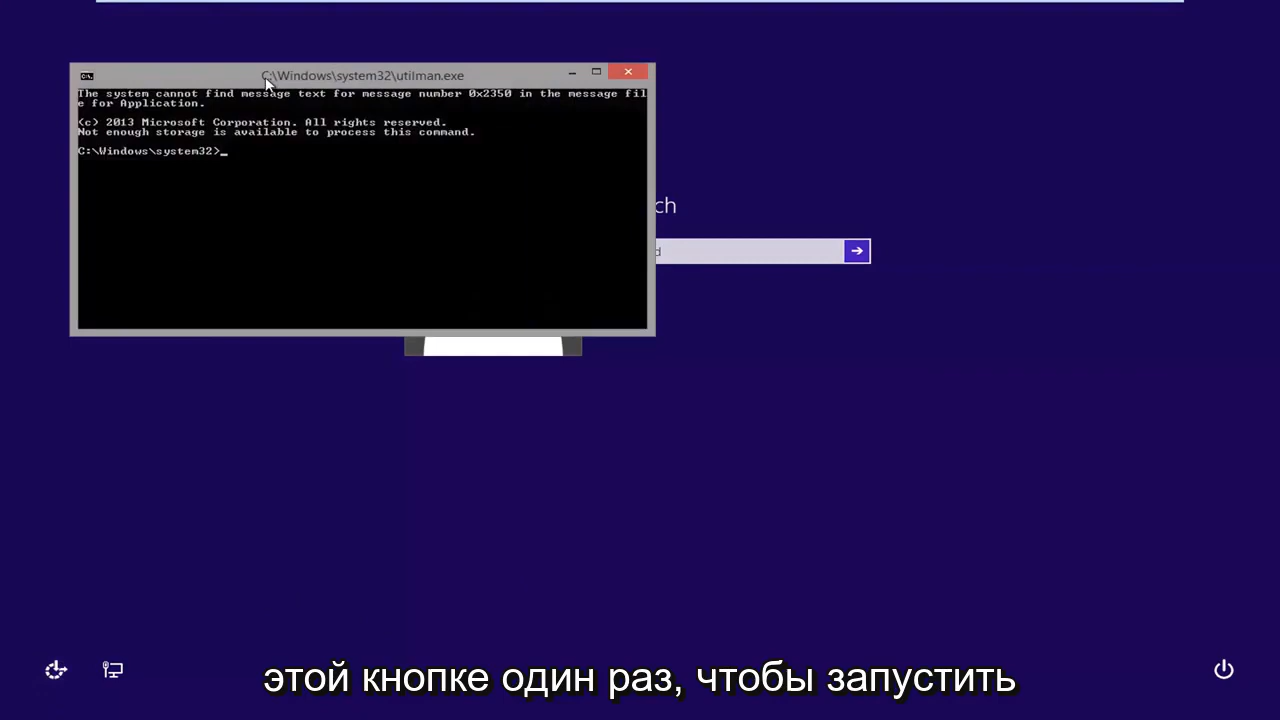 C:\Windows\system32\utilman.exe
The system cannot find message text for message number 0x2350 in the message fil
e for Application.
(c) 2013 Microsoft Corporation. All rights reserved.
Not enough storage is available to process this command.
C:\Windows\system32>_
ch
d
этой кнопке один раз, чтобы запустить